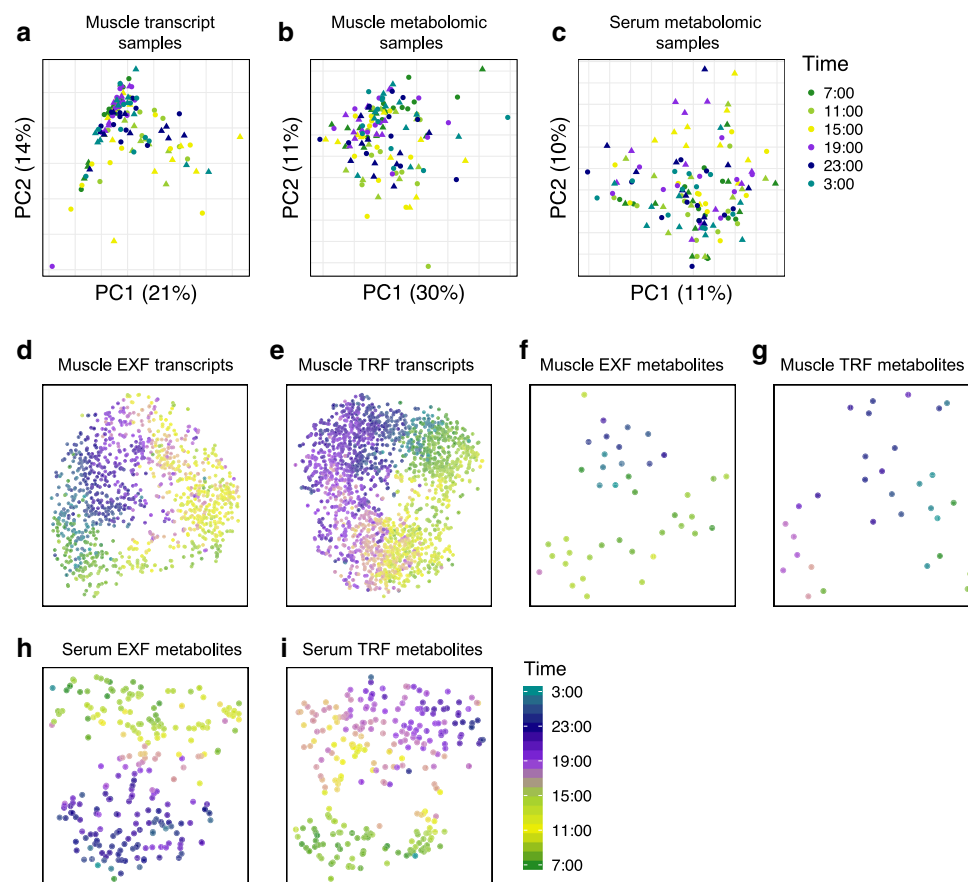 a Muscle transcript samples
b Muscle metabolomic samples
c Serum metabolomic samples
PC2 (14%)
PC1 (21%)
PC2 (11%)
PC1 (30%)
PC2 (10%)
PC1 (11%)
Time
7:00
11:00
15:00
19:00
23:00
3:00
d Muscle EXF transcripts
e Muscle TRF transcripts
f Muscle EXF metabolites
g Muscle TRF metabolites
h Serum EXF metabolites
i Serum TRF metabolites
Time
3:00
23:00
19:00
15:00
11:00
7:00